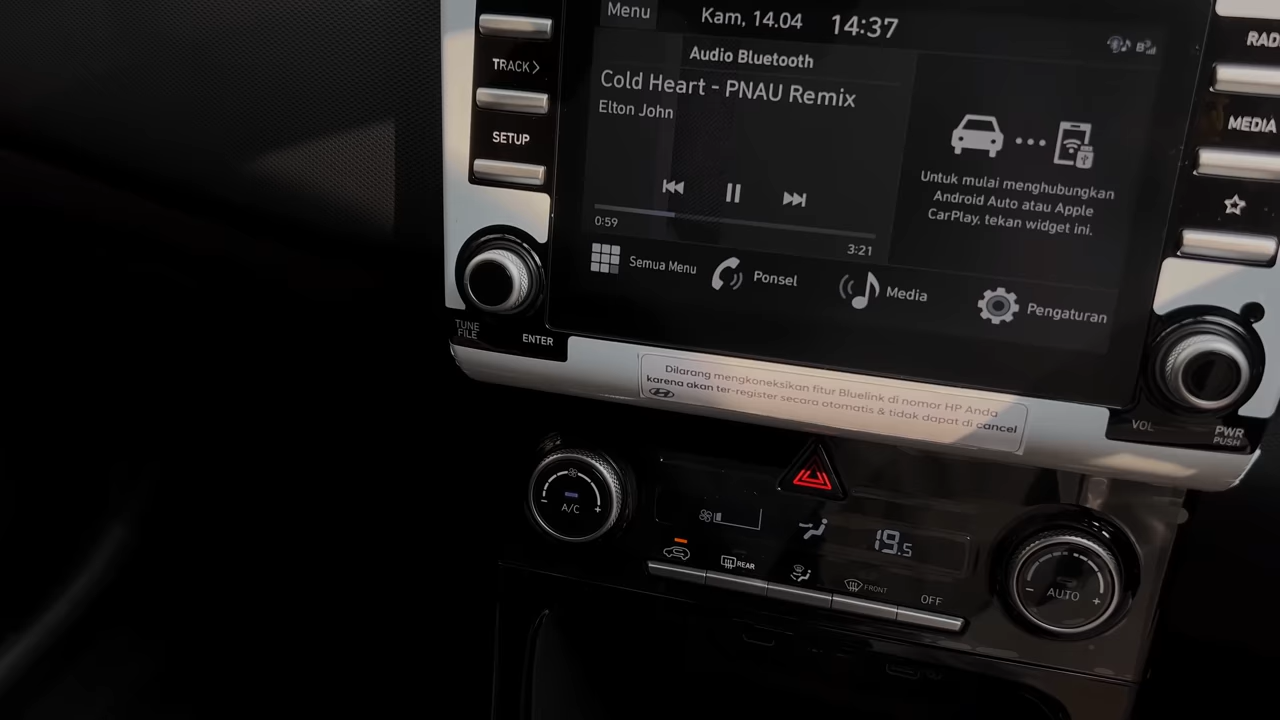 Menu
Kam, 14.04
14:37
Audio Bluetooth
Cold Heart - PNAU Remix
Elton John
0:59
3:21
Untuk mulai menghubungkan
Android Auto atau Apple
CarPlay, tekan widget ini.
Semua Menu
Ponsel
Media
Pengaturan
TRACK>
SETUP
TUNE
FILE
ENTER
RAD
MEDIA
VOL
PWR
PUSH
Dilarang mengkoneksikan fitur Bluelink di nomor HP Anda
karena akan ter-register secara otomatis & tidak dapat di cancel
A/C
- +
19.5
REAR
FRONT
OFF
AUTO
- +